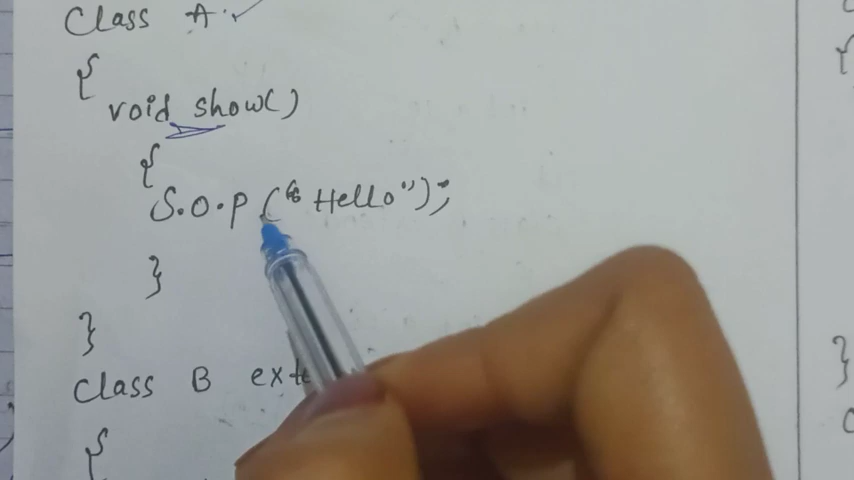 Class A.
{
void show()
{
S.O.P ("Hello");
}
}
Class B exte
{